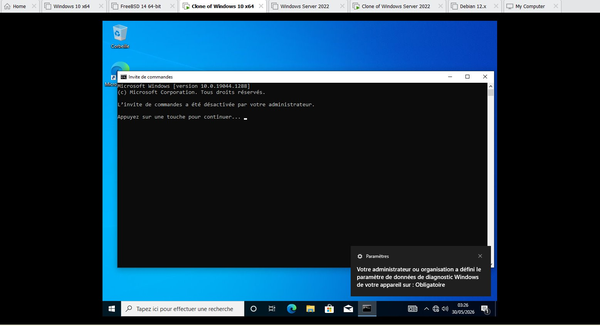 Home
Windows 10 x64
FreeBSD 14 64-bit
Clone of Windows 10 x64
Windows Server 2022
Clone of Windows Server 2022
Debian 12.x
My Computer
Corbeille
Invite de commandes
Microsoft Windows [version 10.0.19044.1288]
(c) Microsoft Corporation. Tous droits réservés.
L'invite de commandes a été désactivée par votre administrateur.
Appuyez sur une touche pour continuer... _
Paramètres
Votre administrateur ou organisation a défini le
paramètre de données de diagnostic Windows
de votre appareil sur : Obligatoire
Tapez ici pour effectuer une recherche
03:26
30/05/2026